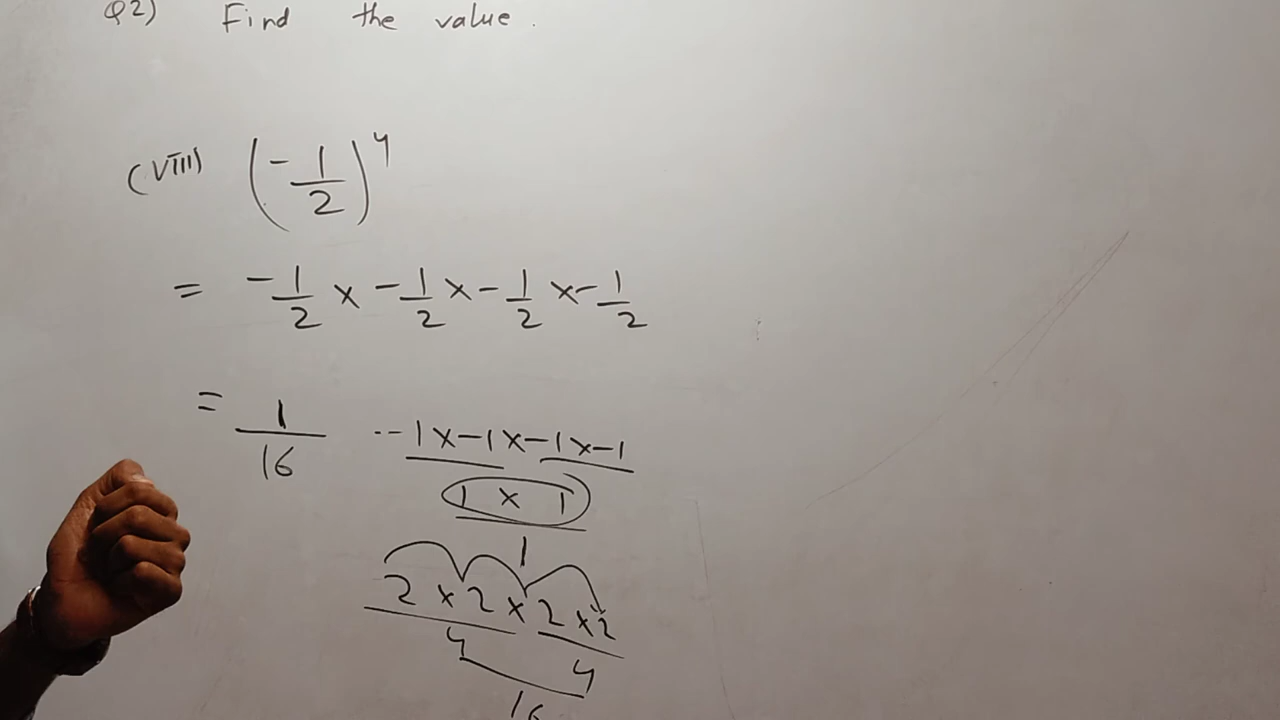 Q2) Find the value.
(VIII) (-1/2)^4
= -1/2 x -1/2 x -1/2 x -1/2
= 1/16
-1 x -1 x -1 x -1
1 x 1
1
2 x 2 x 2 x 2
4 4
16